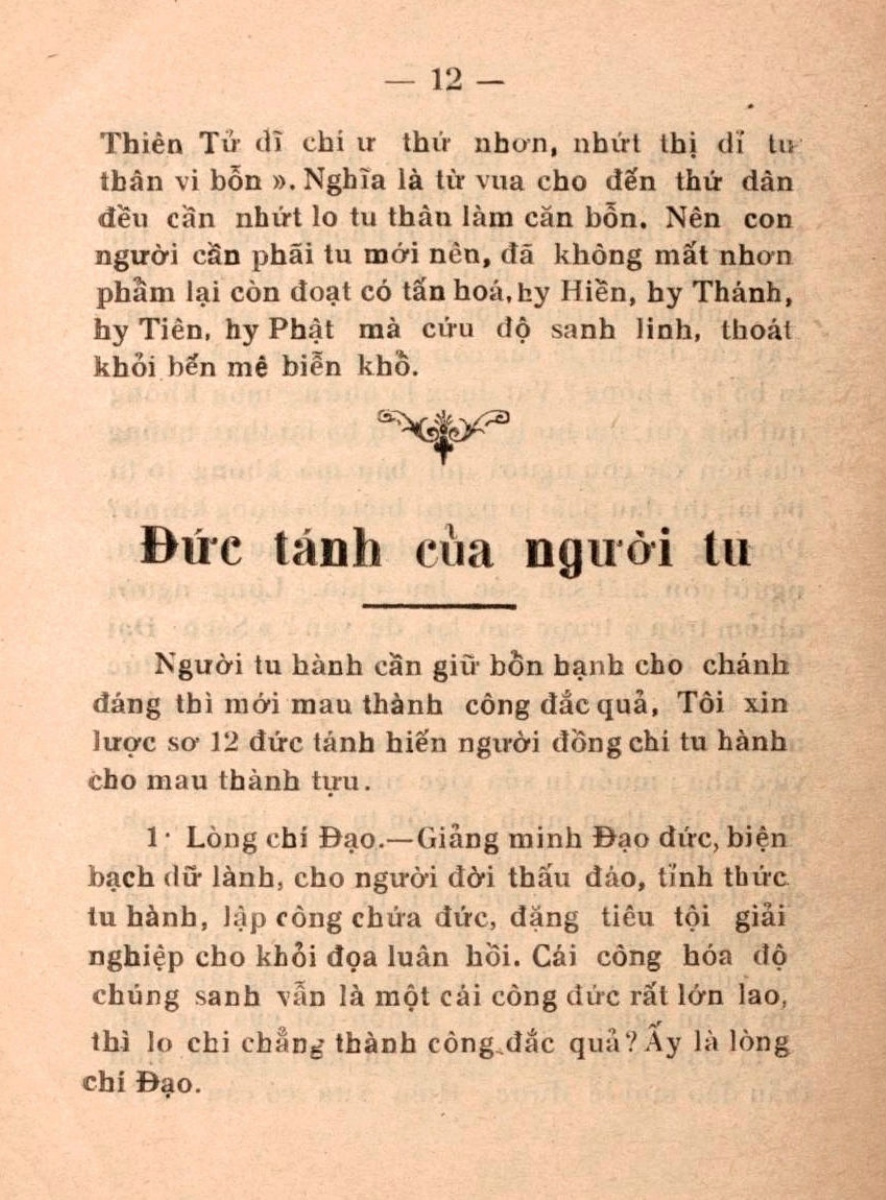 — 12 —
Thiên Tử dĩ chi ư thứ nhơn, nhứt thị dỉ tu
thân vi bỗn ». Nghĩa là từ vua cho đến thứ dân
đều cần nhứt lo tu thân làm căn bỗn. Nên con
người cần phãi tu mới nên, đã không mất nhơn
phẩm lại còn đoạt có tấn hoá, hy Hiền, hy Thánh,
hy Tiên, hy Phật mà cứu độ sanh linh, thoát
khỏi bến mê biễn khổ.
Đức tánh của người tu
Người tu hành cần giữ bỗn hạnh cho chánh
đáng thì mới mau thành công đắc quả, Tôi xin
lược sơ 12 đức tánh hiến người đồng chi tu hành
cho mau thành tựu.
1· Lòng chí Đạo.—Giảng minh Đạo đức, biện
bạch dữ lành, cho người đời thấu đáo, tỉnh thức
tu hành, lập công chứa đức, đặng tiêu tội giải
nghiệp cho khỏi đọa luân hồi. Cái công hóa độ
chúng sanh vẫn là một cái công đức rất lớn lao,
thì lo chi chẳng thành công đắc quả? Ấy là lòng
chí Đạo.